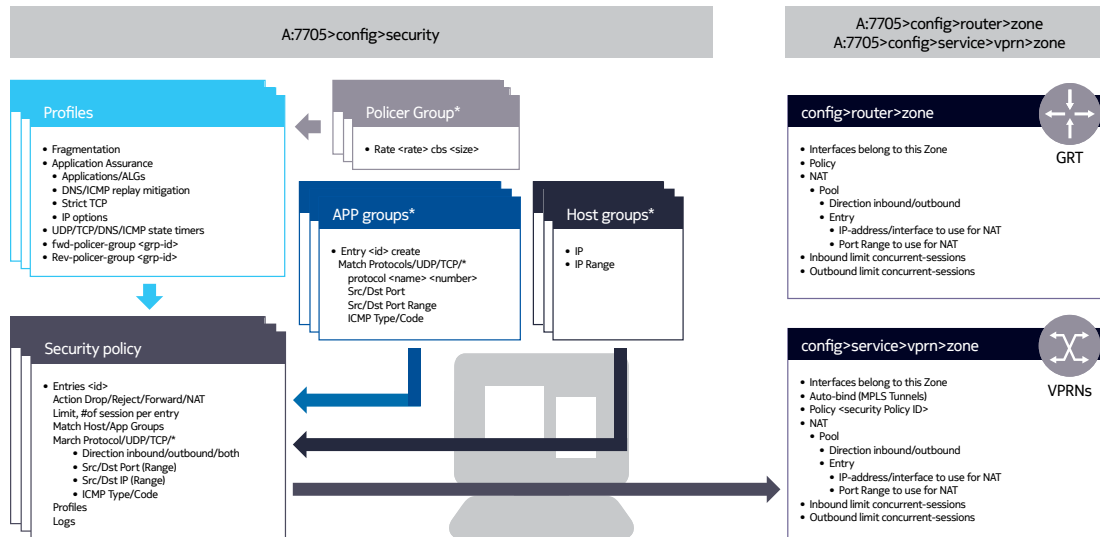 A:7705>config>security
A:7705>config>router>zone
A:7705>config>service>vprn>zone
Profiles
• Fragmentation
• Application Assurance
• Applications/ALGs
• DNS/ICMP replay mitigation
• Strict TCP
• IP options
• UDP/TCP/DNS/ICMP state timers
• fwd-policer-group <grp-id>
• Rev-policer-group <grp-id>
Policer Group*
• Rate <rate> cbs <size>
APP groups*
• Entry <id> create
Match Protocols/UDP/TCP/*
protocol <name> <number>
Src/Dst Port
Src/Dst Port Range
ICMP Type/Code
Host groups*
• IP
• IP Range
Security policy
• Entries <id>
Action Drop/Reject/Forward/NAT
Limit, #of session per entry
Match Host/App Groups
March Protocol/UDP/TCP/*
• Direction inbound/outbound/both
• Src/Dst Port (Range)
• Src/Dst IP (Range)
• ICMP Type/Code
Profiles
Logs
config>router>zone
GRT
• Interfaces belong to this Zone
• Policy
• NAT
• Pool
• Direction inbound/outbound
• Entry
• IP-address/interface to use for NAT
• Port Range to use for NAT
• Inbound limit concurrent-sessions
• Outbound limit concurrent-sessions
config>service>vprn>zone
VPRNs
• Interfaces belong to this Zone
• Auto-bind (MPLS Tunnels)
• Policy <security Policy ID>
• NAT
• Pool
• Direction inbound/outbound
• Entry
• IP-address/interface to use for NAT
• Port Range to use for NAT
• Inbound limit concurrent-sessions
• Outbound limit concurrent-sessions